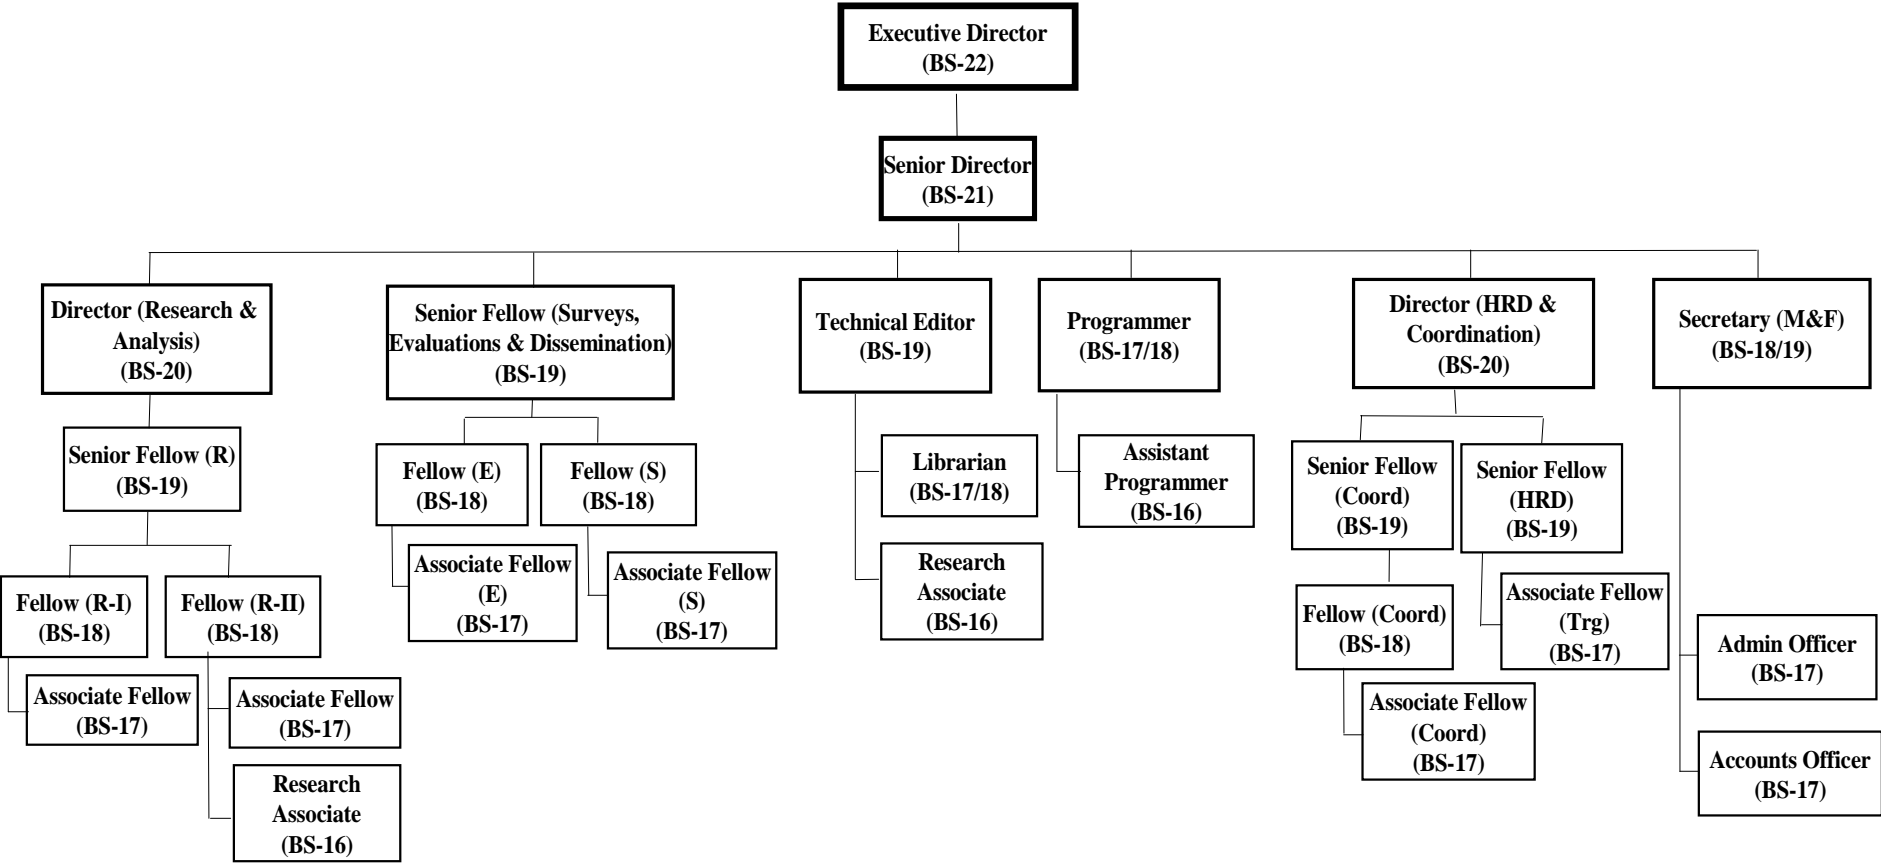 Executive Director
(BS-22)
Senior Director
(BS-21)
Director (Research &
Analysis)
(BS-20)
Senior Fellow (Surveys,
Evaluations & Dissemination)
(BS-19)
Technical Editor
(BS-19)
Programmer
(BS-17/18)
Director (HRD &
Coordination)
(BS-20)
Secretary (M&F)
(BS-18/19)
Senior Fellow (R)
(BS-19)
Fellow (E)
(BS-18)
Fellow (S)
(BS-18)
Librarian
(BS-17/18)
Assistant
Programmer
(BS-16)
Senior Fellow
(Coord)
(BS-19)
Senior Fellow
(HRD)
(BS-19)
Fellow (R-I)
(BS-18)
Fellow (R-II)
(BS-18)
Associate Fellow
(E)
(BS-17)
Associate Fellow
(S)
(BS-17)
Research
Associate
(BS-16)
Fellow (Coord)
(BS-18)
Associate Fellow
(Trg)
(BS-17)
Admin Officer
(BS-17)
Associate Fellow
(BS-17)
Associate Fellow
(BS-17)
Associate Fellow
(Coord)
(BS-17)
Accounts Officer
(BS-17)
Research
Associate
(BS-16)